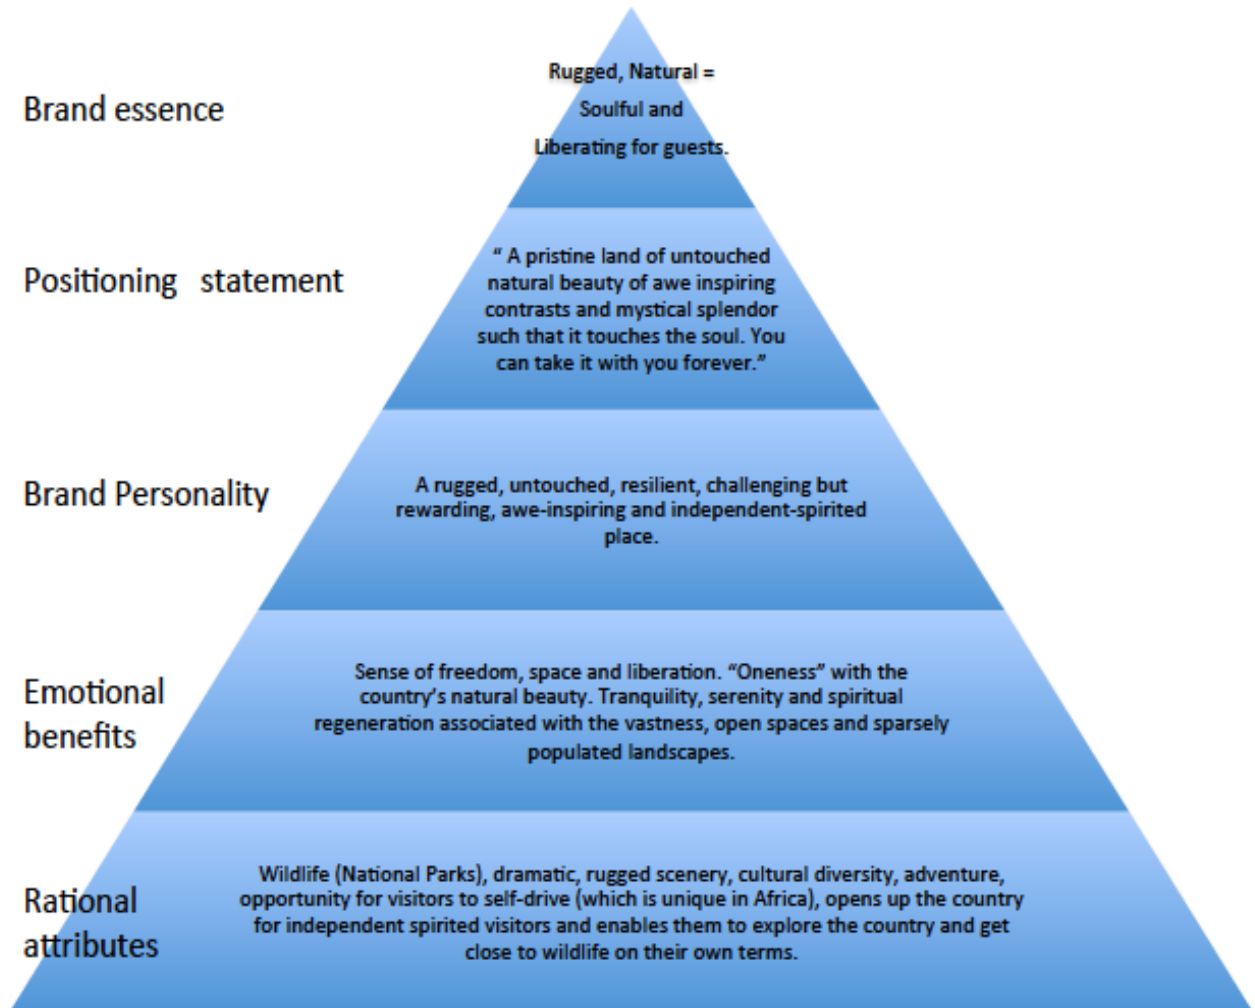 Brand essence
Rugged, Natural =
Soulful and
Liberating for guests.
Positioning statement
“ A pristine land of untouched
natural beauty of awe inspiring
contrasts and mystical splendor
such that it touches the soul. You
can take it with you forever.”
Brand Personality
A rugged, untouched, resilient, challenging but
rewarding, awe-inspiring and independent-spirited
place.
Emotional
benefits
Sense of freedom, space and liberation. “Oneness” with the
country’s natural beauty. Tranquility, serenity and spiritual
regeneration associated with the vastness, open spaces and sparsely
populated landscapes.
Rational
attributes
Wildlife (National Parks), dramatic, rugged scenery, cultural diversity, adventure,
opportunity for visitors to self-drive (which is unique in Africa), opens up the country
for independent spirited visitors and enables them to explore the country and get
close to wildlife on their own terms.